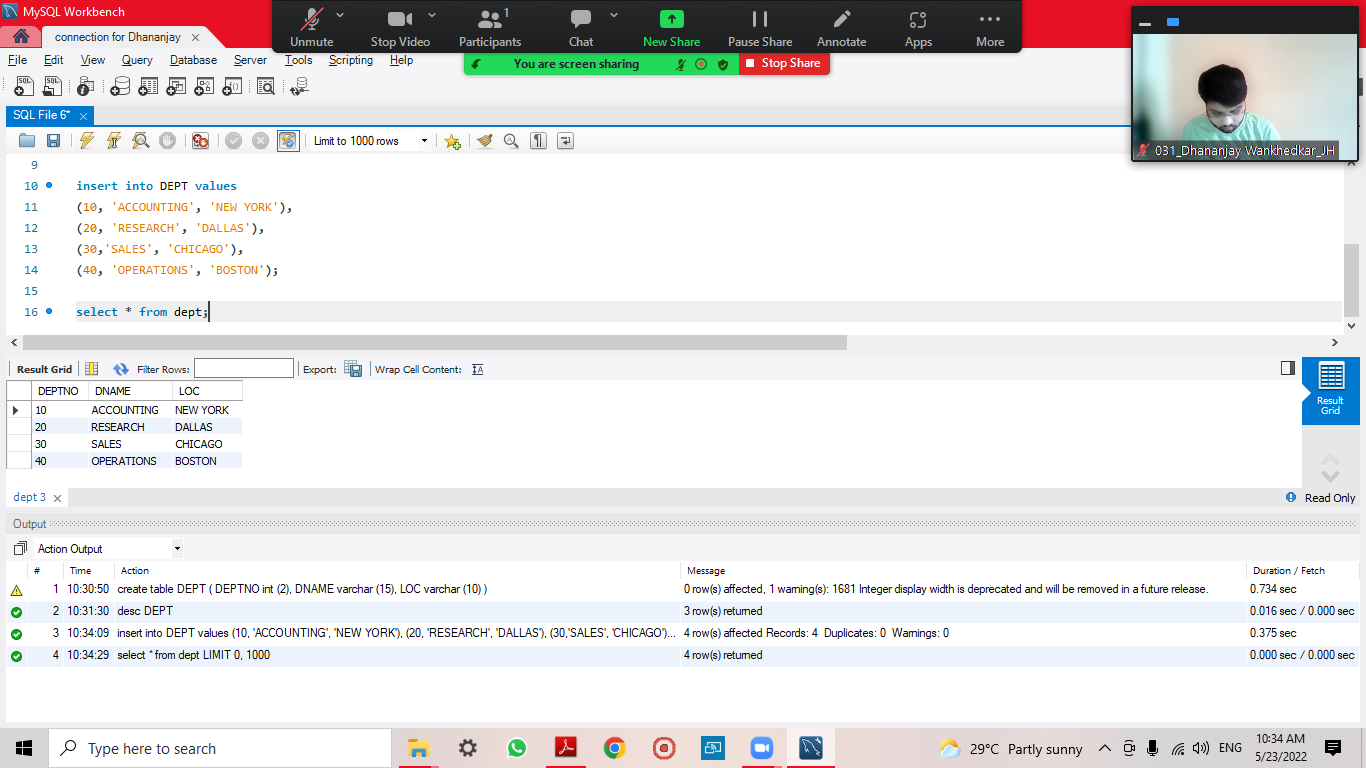 MySQL Workbench
connection for Dhananjay
Unmute Stop Video Participants 1 Chat New Share Pause Share Annotate Apps More
File Edit View Query Database Server Tools Scripting Help
You are screen sharing Stop Share
SQL File 6*
Limit to 1000 rows
031_Dhananjay Wankhedkar_JH
9
10 insert into DEPT values
11 (10, 'ACCOUNTING', 'NEW YORK'),
12 (20, 'RESEARCH', 'DALLAS'),
13 (30,'SALES', 'CHICAGO'),
14 (40, 'OPERATIONS', 'BOSTON');
15
16 select * from dept;
Result Grid Filter Rows: Export: Wrap Cell Content:
DEPTNO DNAME LOC
10 ACCOUNTING NEW YORK
20 RESEARCH DALLAS
30 SALES CHICAGO
40 OPERATIONS BOSTON
Result
Grid
dept 3
Read Only
Output
Action Output
# Time Action Message Duration / Fetch
1 10:30:50 create table DEPT ( DEPTNO int (2), DNAME varchar (15), LOC varchar (10) ) 0 row(s) affected, 1 warning(s): 1681 Integer display width is deprecated and will be removed in a future release. 0.734 sec
2 10:31:30 desc DEPT 3 row(s) returned 0.016 sec / 0.000 sec
3 10:34:09 insert into DEPT values (10, 'ACCOUNTING', 'NEW YORK'), (20, 'RESEARCH', 'DALLAS'), (30,'SALES', 'CHICAGO')... 4 row(s) affected Records: 4 Duplicates: 0 Warnings: 0 0.375 sec
4 10:34:29 select * from dept LIMIT 0, 1000 4 row(s) returned 0.000 sec / 0.000 sec
Type here to search
29°C Partly sunny
ENG
10:34 AM
5/23/2022